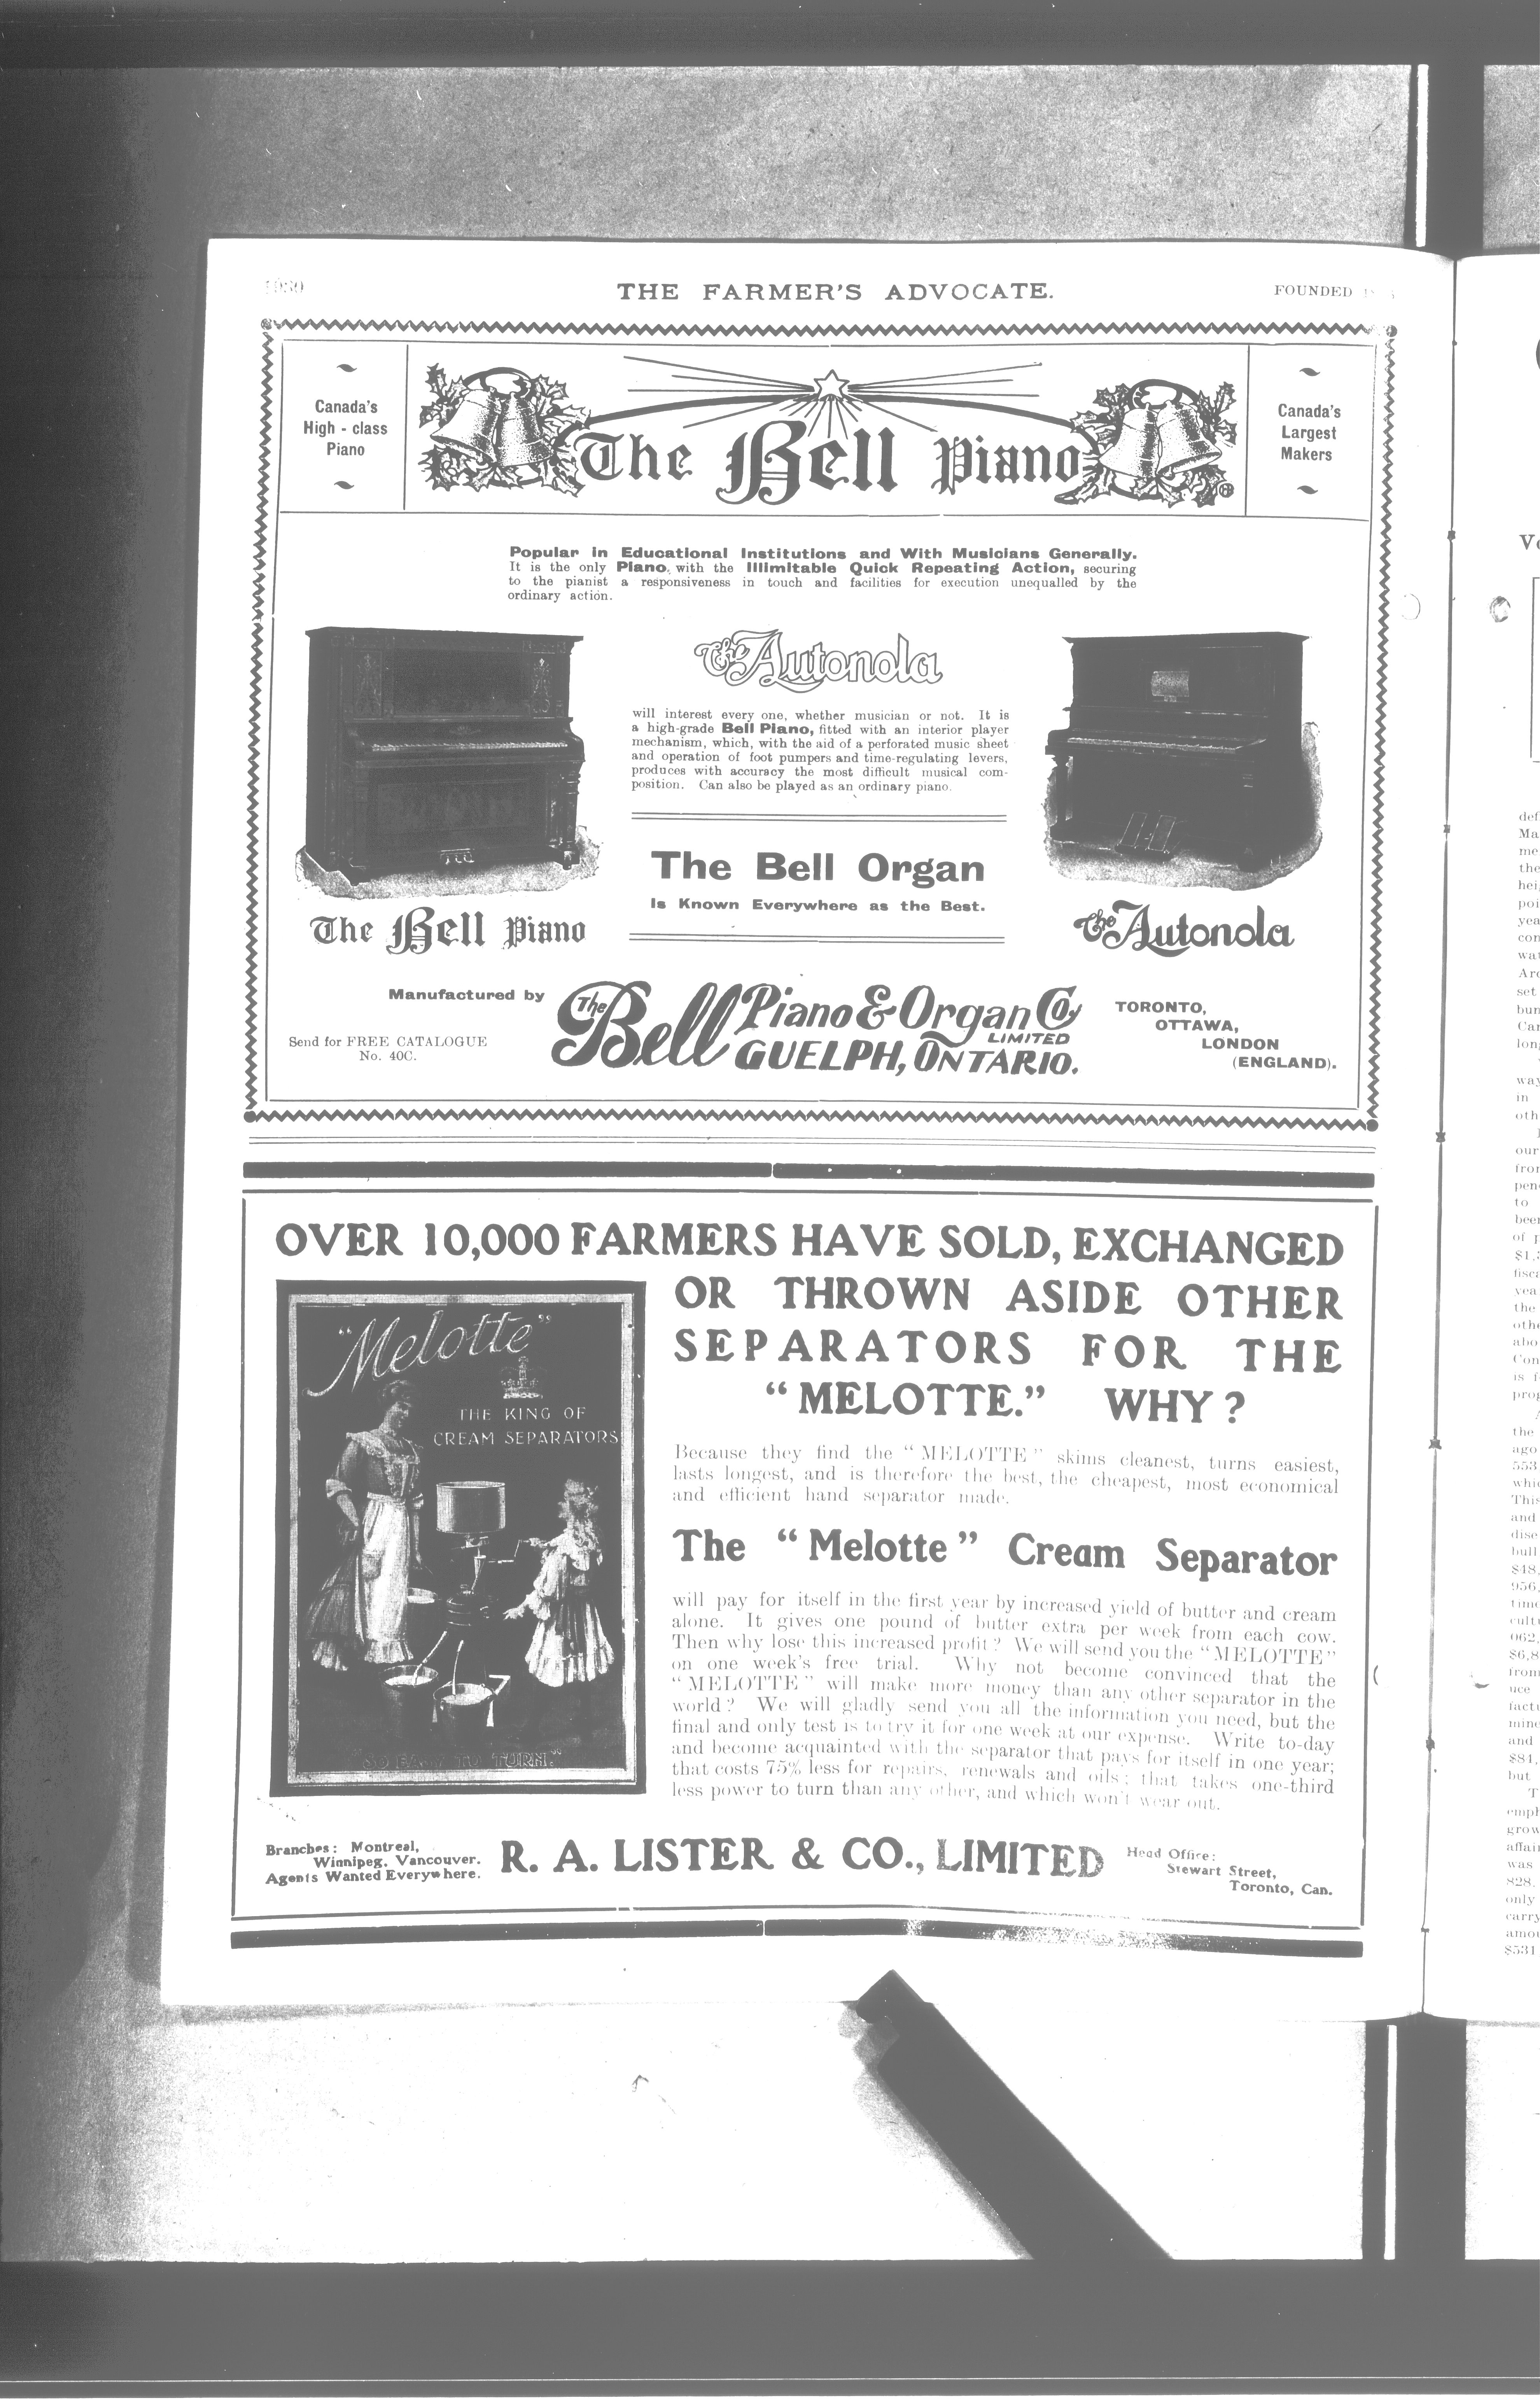 THE FARMER'S ADVOCATE.
FOUNDED
Canada's
High - class
Piano
The Bell Piano
Canada's
Largest
Makers
Popular in Educational Institutions and With Musicians Generally.
It is the only Piano, with the Illimitable Quick Repeating Action, securing
to the pianist a responsiveness in touch and facilities for execution unequalled by the
ordinary action.
The Autonola
will interest every one, whether musician or not. It is
a high-grade Bell Piano, fitted with an interior player
mechanism, which, with the aid of a perforated music sheet
and operation of foot pumpers and time-regulating levers,
produces with accuracy the most difficult musical com-
position. Can also be played as an ordinary piano.
The Bell Organ
Is Known Everywhere as the Best.
The Bell Piano
The Autonola
Manufactured by
Send for FREE CATALOGUE
No. 40C.
The Bell Piano & Organ Co.
LIMITED
GUELPH, ONTARIO.
TORONTO,
OTTAWA,
LONDON
(ENGLAND).
OVER 10,000 FARMERS HAVE SOLD, EXCHANGED
OR THROWN ASIDE OTHER
SEPARATORS FOR THE
"MELOTTE." WHY?
"Melotte"
THE KING OF
CREAM SEPARATORS
"SO EASY TO TURN."
Because they find the "MELOTTE" skims cleanest, turns easiest,
lasts longest, and is therefore the best, the cheapest, most economical
and efficient hand separator made.
The "Melotte" Cream Separator
will pay for itself in the first year by increased yield of butter and cream
alone. It gives one pound of butter extra per week from each cow.
Then why lose this increased profit? We will send you the "MELOTTE"
on one week's free trial. Why not become convinced that the
"MELOTTE" will make more money than any other separator in the
world? We will gladly send you all the information you need, but the
final and only test is to try it for one week at our expense. Write to-day
and become acquainted with the separator that pays for itself in one year;
that costs 75% less for repairs, renewals and oils; that takes one-third
less power to turn than any other, and which won't wear out.
Branches: Montreal,
Winnipeg, Vancouver.
Agents Wanted Everywhere.
R. A. LISTER & CO., LIMITED
Head Office:
Stewart Street,
Toronto, Can.